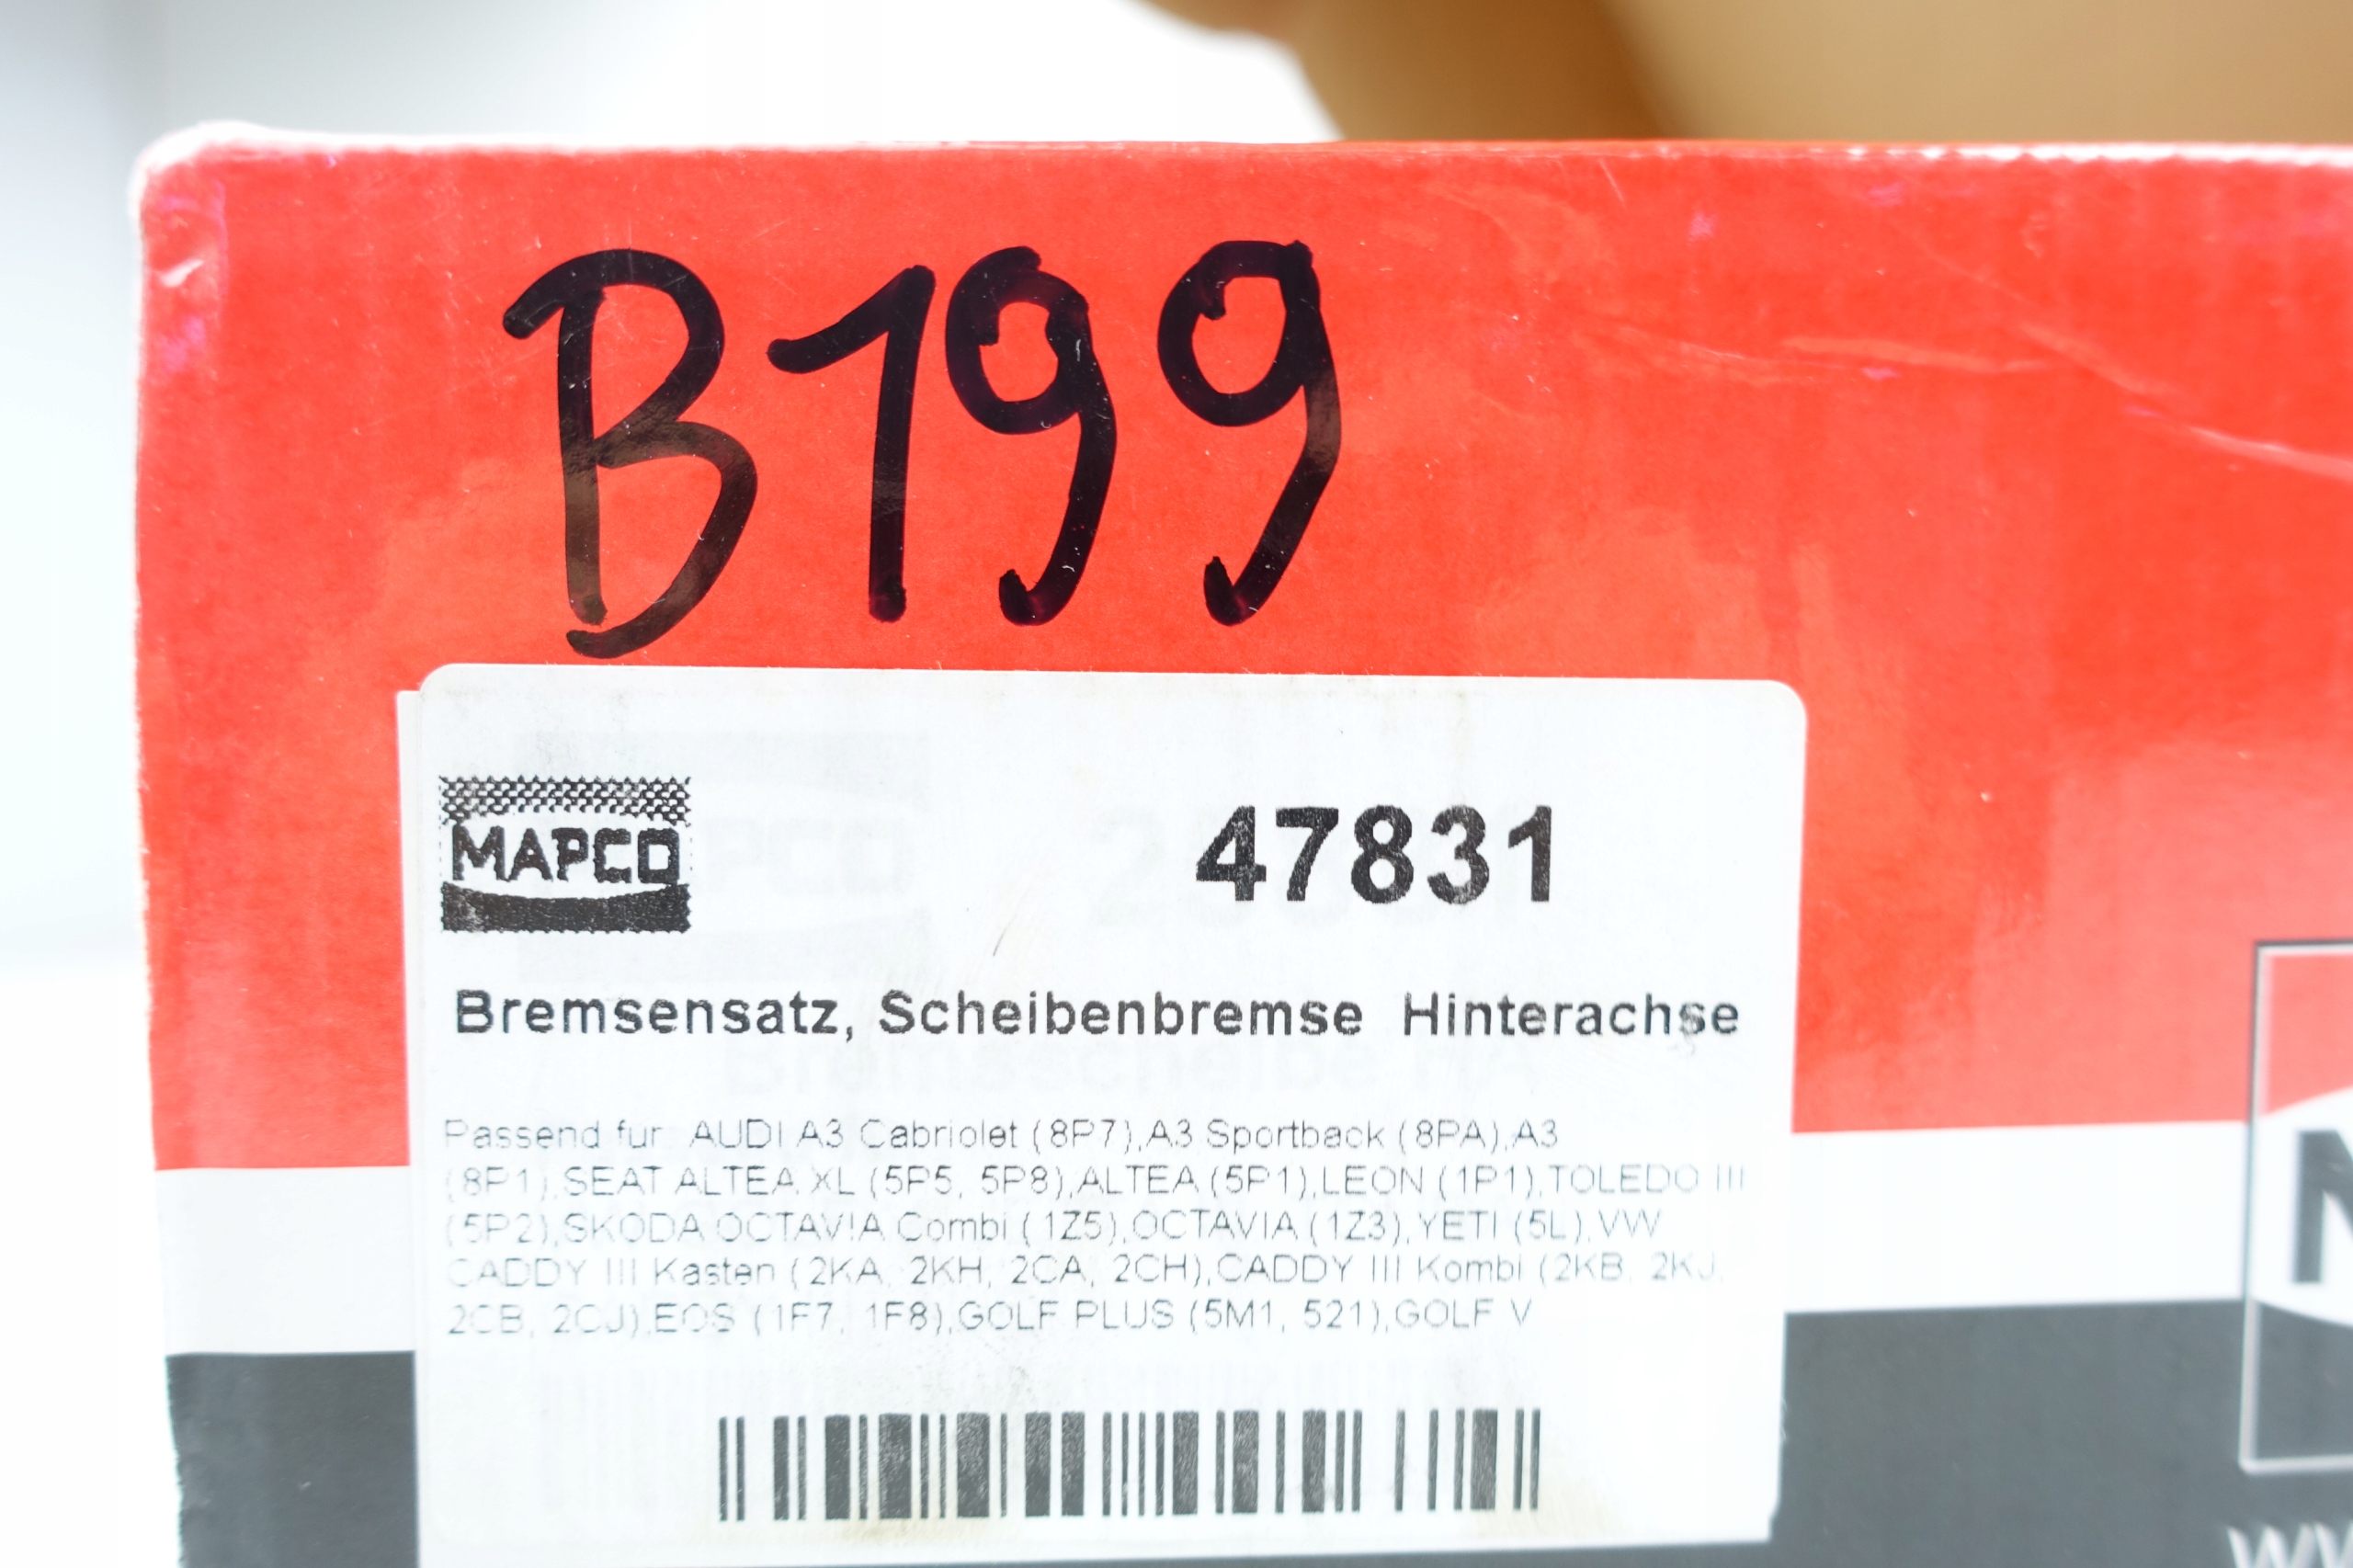 B199
MAPCO
47831
Bremsensatz, Scheibenbremse Hinterachse
Passend fur AUDI A3 Cabriolet (8P7),A3 Sportback (8PA),A3
(8P1),SEAT ALTEA XL (5P5, 5P8),ALTEA (5P1),LEON (1P1),TOLEDO III
(5P2),SKODA OCTAVIA Combi (1Z5),OCTAVIA (1Z3),YETI (5L),VW
CADDY III Kasten (2KA, 2KH, 2CA, 2CH),CADDY III Kombi (2KB, 2KJ,
2CB, 2CJ),EOS (1F7, 1F8),GOLF PLUS (5M1, 521),GOLF V